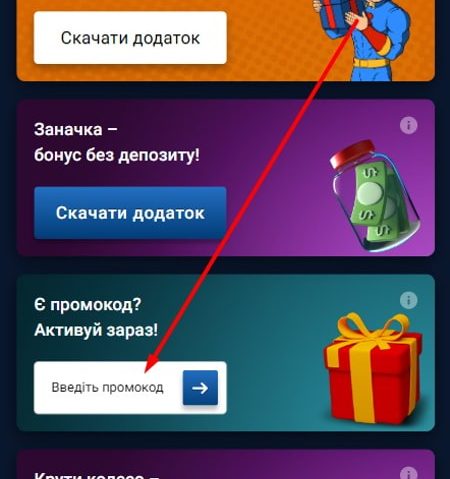 Скачати додаток
Заначка –
бонус без депозиту!
Скачати додаток
Є промокод?
Активуй зараз!
Введіть промокод
Крути колесо –